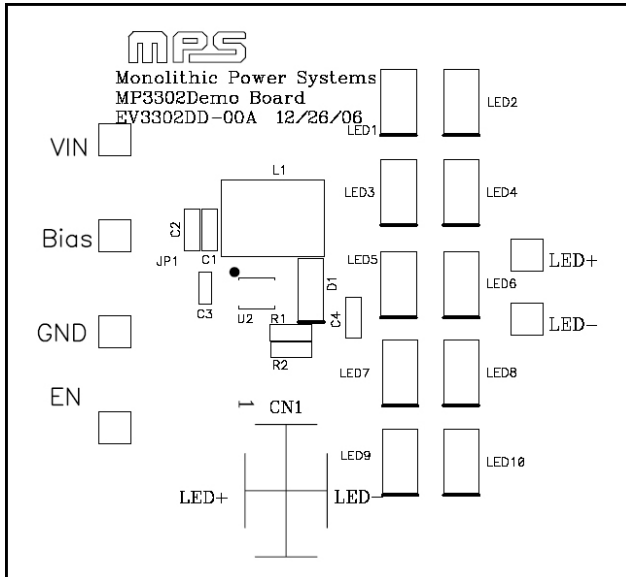 MPS
Monolithic Power Systems
MP3302Demo Board
EV3302DD-00A 12/26/06
VIN
Bias
GND
EN
L1
C2
C1
JP1
C3
U2
D1
R1
R2
C4
LED1
LED2
LED3
LED4
LED5
LED6
LED7
LED8
LED9
LED10
LED+
LED-
1
CN1
LED+
LED-